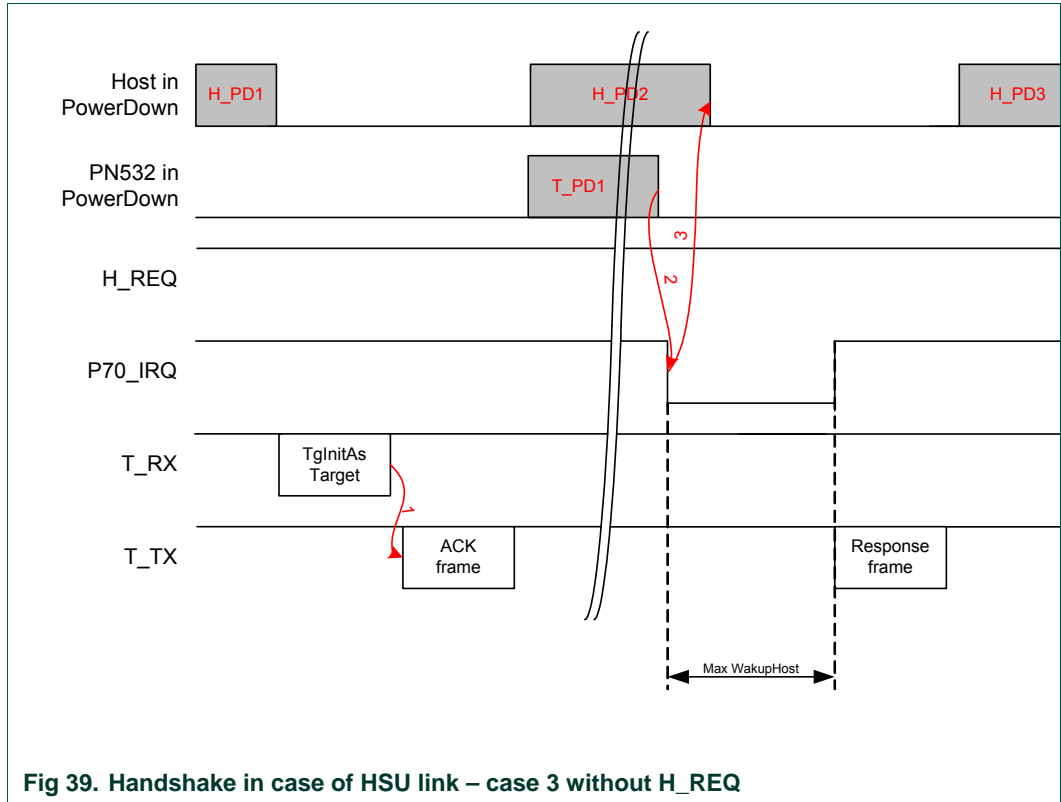 Host in
PowerDown
H_PD1
H_PD2
H_PD3
PN532 in
PowerDown
T_PD1
3
2
H_REQ
P70_IRQ
T_RX
TgInitAs
Target
1
T_TX
ACK
frame
Response
frame
Max WakupHost
Fig 39. Handshake in case of HSU link – case 3 without H_REQ